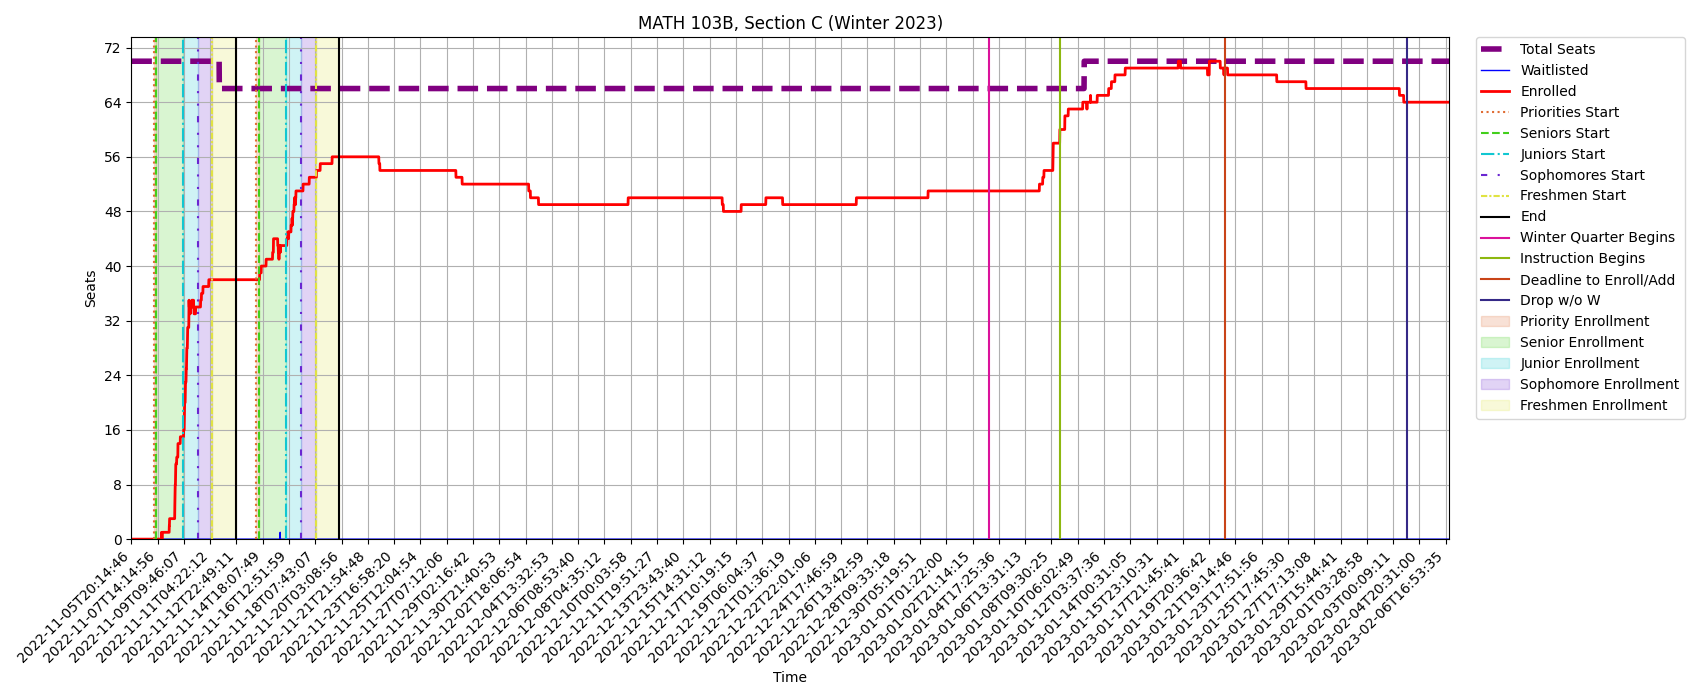 MATH 103B, Section C (Winter 2023)
72
64
56
48
40
32
24
16
8
0
Seats
2022-11-05T20:14:46
2022-11-07T14:14:56
2022-11-09T09:46:07
2022-11-11T04:22:12
2022-11-12T22:49:11
2022-11-14T18:07:49
2022-11-16T12:51:59
2022-11-18T07:43:07
2022-11-20T03:08:56
2022-11-21T21:54:48
2022-11-23T16:58:20
2022-11-25T12:04:54
2022-11-27T07:12:06
2022-11-29T02:16:42
2022-11-30T21:40:53
2022-12-02T18:06:54
2022-12-04T13:32:53
2022-12-06T08:53:40
2022-12-08T04:35:12
2022-12-10T00:03:58
2022-12-11T19:51:27
2022-12-13T23:43:40
2022-12-15T14:31:12
2022-12-17T10:19:15
2022-12-19T06:04:37
2022-12-21T01:36:19
2022-12-22T22:01:06
2022-12-24T17:46:59
2022-12-26T13:42:59
2022-12-28T09:33:18
2022-12-30T05:19:51
2023-01-01T01:22:00
2023-01-02T21:14:15
2023-01-04T17:25:36
2023-01-06T13:31:13
2023-01-08T09:30:25
2023-01-10T06:02:49
2023-01-12T03:37:36
2023-01-14T00:31:05
2023-01-15T23:10:31
2023-01-17T21:45:41
2023-01-19T20:36:42
2023-01-21T19:14:46
2023-01-23T17:51:56
2023-01-25T17:45:30
2023-01-27T17:13:08
2023-01-29T15:44:41
2023-02-01T03:28:58
2023-02-03T00:09:11
2023-02-04T20:31:00
2023-02-06T16:53:35
Time
Total Seats
Waitlisted
Enrolled
Priorities Start
Seniors Start
Juniors Start
Sophomores Start
Freshmen Start
End
Winter Quarter Begins
Instruction Begins
Deadline to Enroll/Add
Drop w/o W
Priority Enrollment
Senior Enrollment
Junior Enrollment
Sophomore Enrollment
Freshmen Enrollment